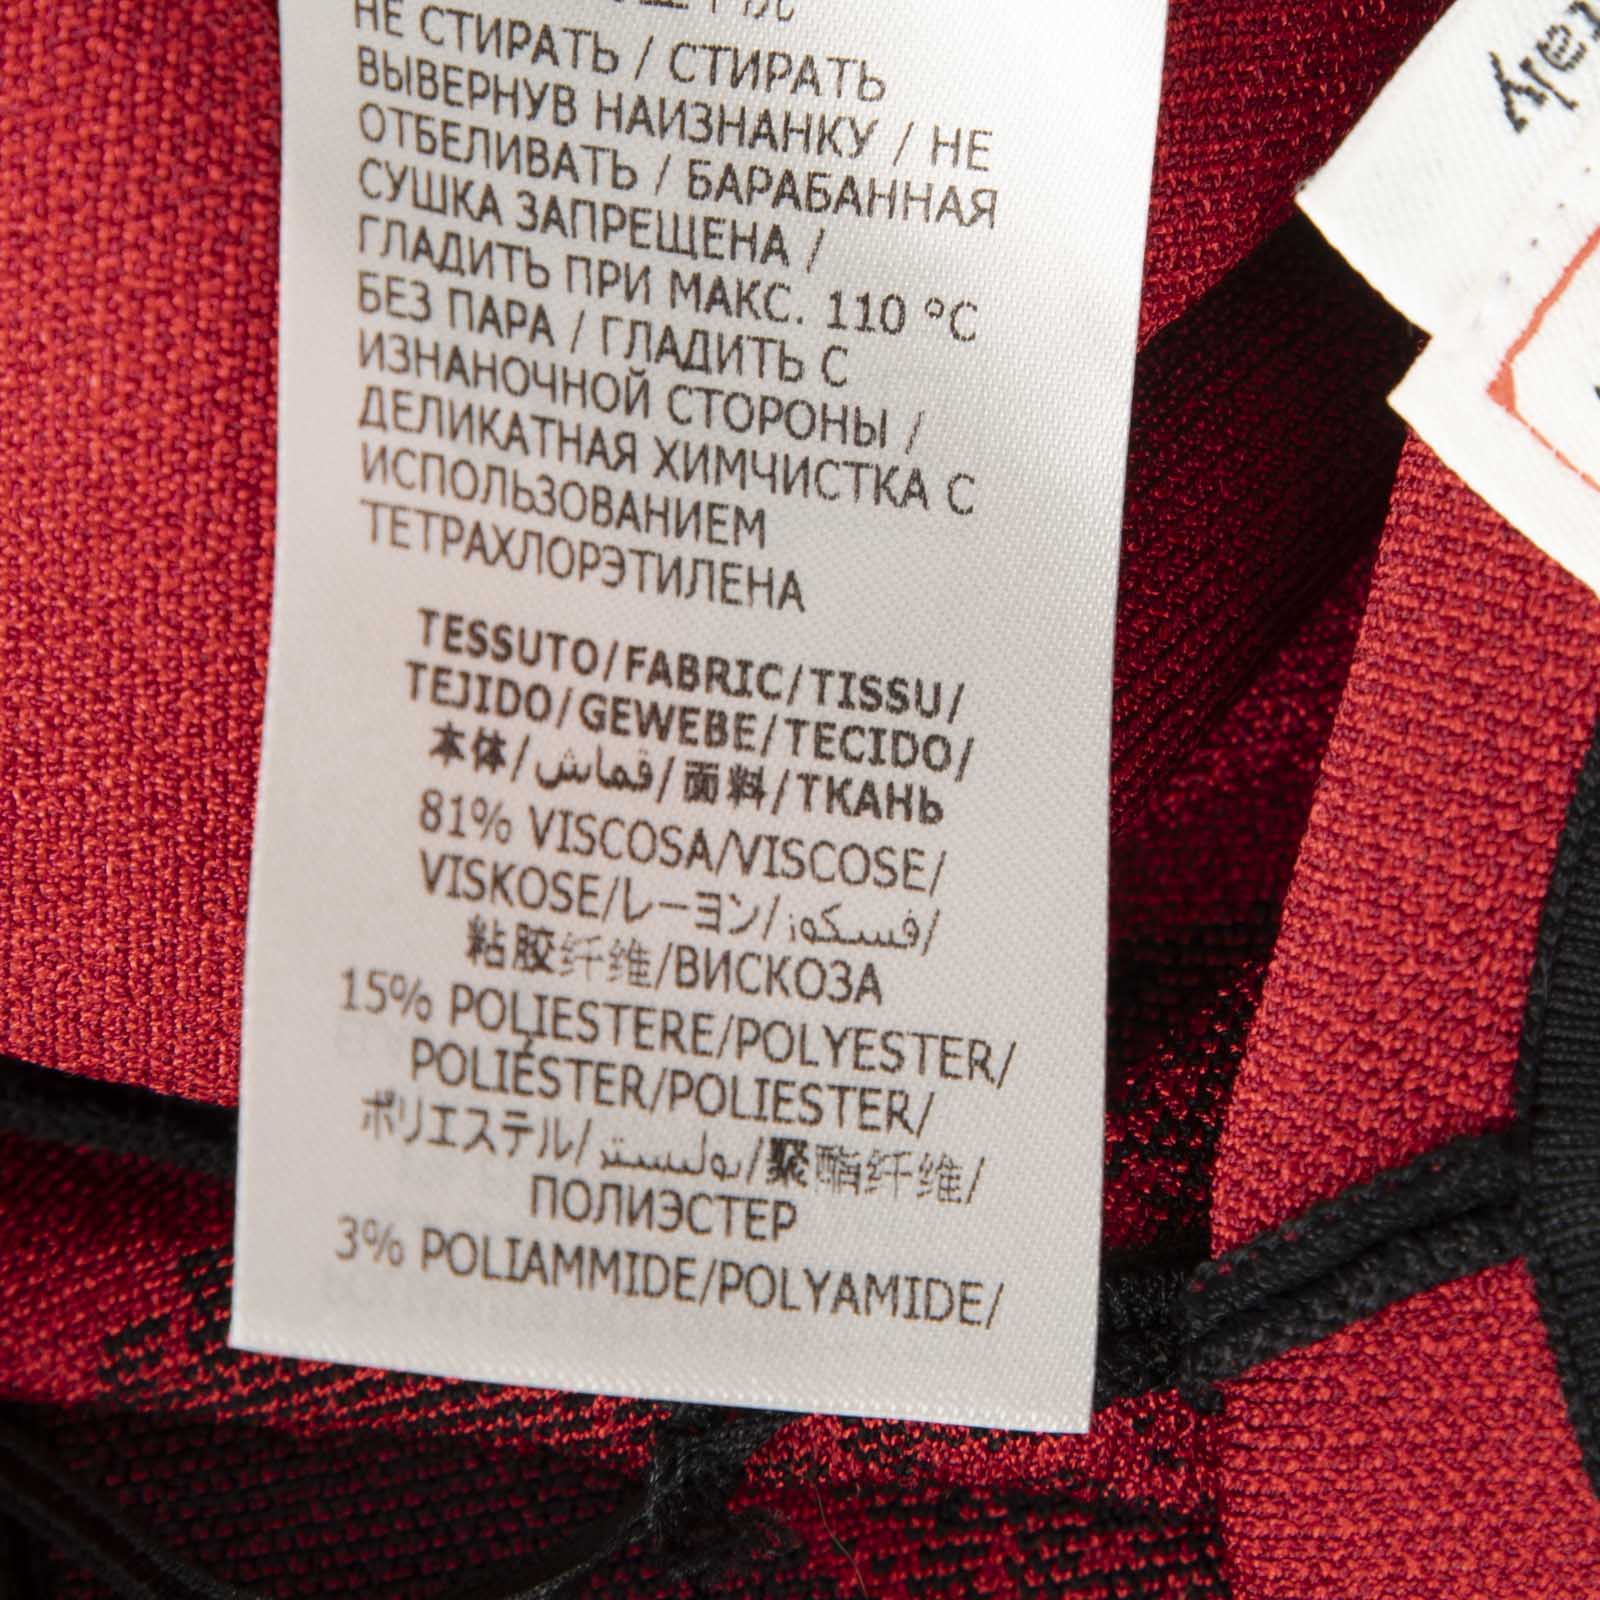 НЕ СТИРАТЬ / СТИРАТЬ
ВЫВЕРНУВ НАИЗНАНКУ / НЕ
ОТБЕЛИВАТЬ / БАРАБАННАЯ
СУШКА ЗАПРЕЩЕНА /
ГЛАДИТЬ ПРИ МАКС. 110 °C
БЕЗ ПАРА / ГЛАДИТЬ С
ИЗНАНОЧНОЙ СТОРОНЫ /
ДЕЛИКАТНАЯ ХИМЧИСТКА С
ИСПОЛЬЗОВАНИЕМ
ТЕТРАХЛОРЭТИЛЕНА
TESSUTO/FABRIC/TISSU/
TEJIDO/GEWEBE/TECIDO/
本体/قماش/面料/ТКАНЬ
81% VISCOSA/VISCOSE/
VISKOSE/レーヨン/فسكوز/
粘胶纤维/ВИСКОЗА
15% POLIESTERE/POLYESTER/
POLIÉSTER/POLIESTER/
ポリエステル/بوليستر/聚酯纤维/
ПОЛИЭСТЕР
3% POLIAMMIDE/POLYAMIDE/